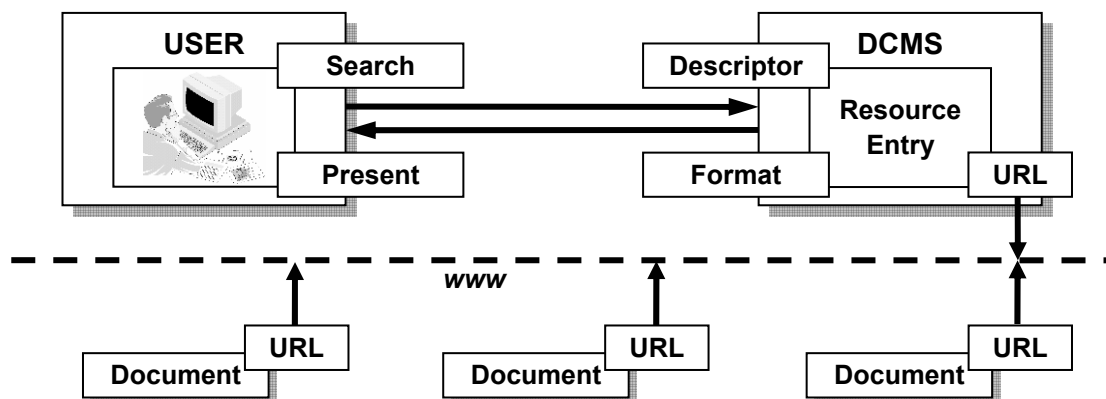 USER
DCMS
Search
Descriptor
Resource
Entry
Present
Format
URL
www
URL
URL
URL
Document
Document
Document